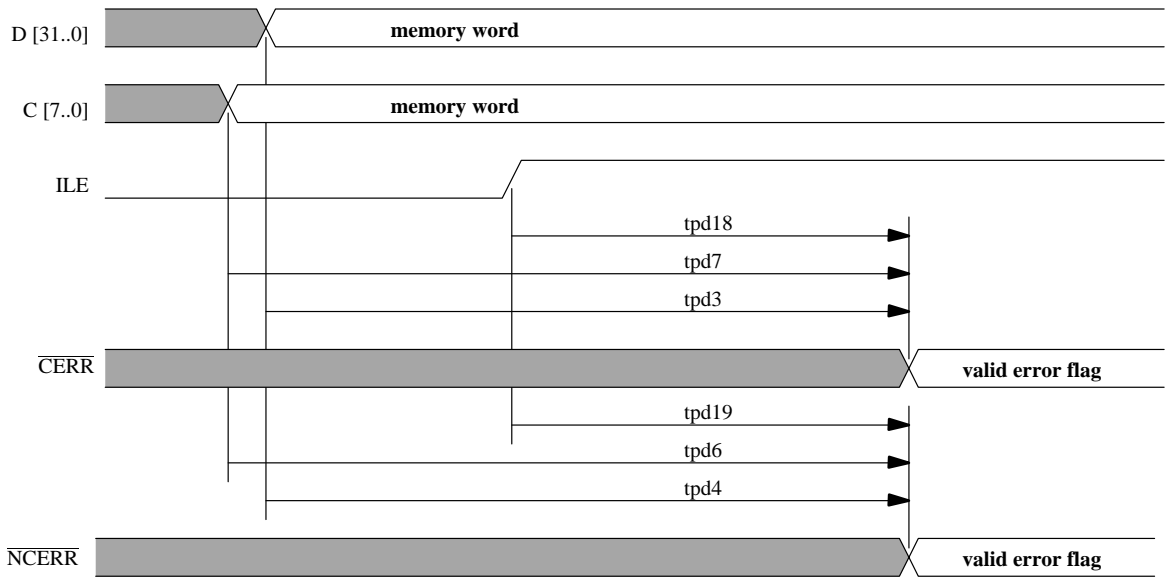 D [31..0]
memory word
C [7..0]
memory word
ILE
tpd18
tpd7
tpd3
CERR
valid error flag
tpd19
tpd6
tpd4
NCERR
valid error flag